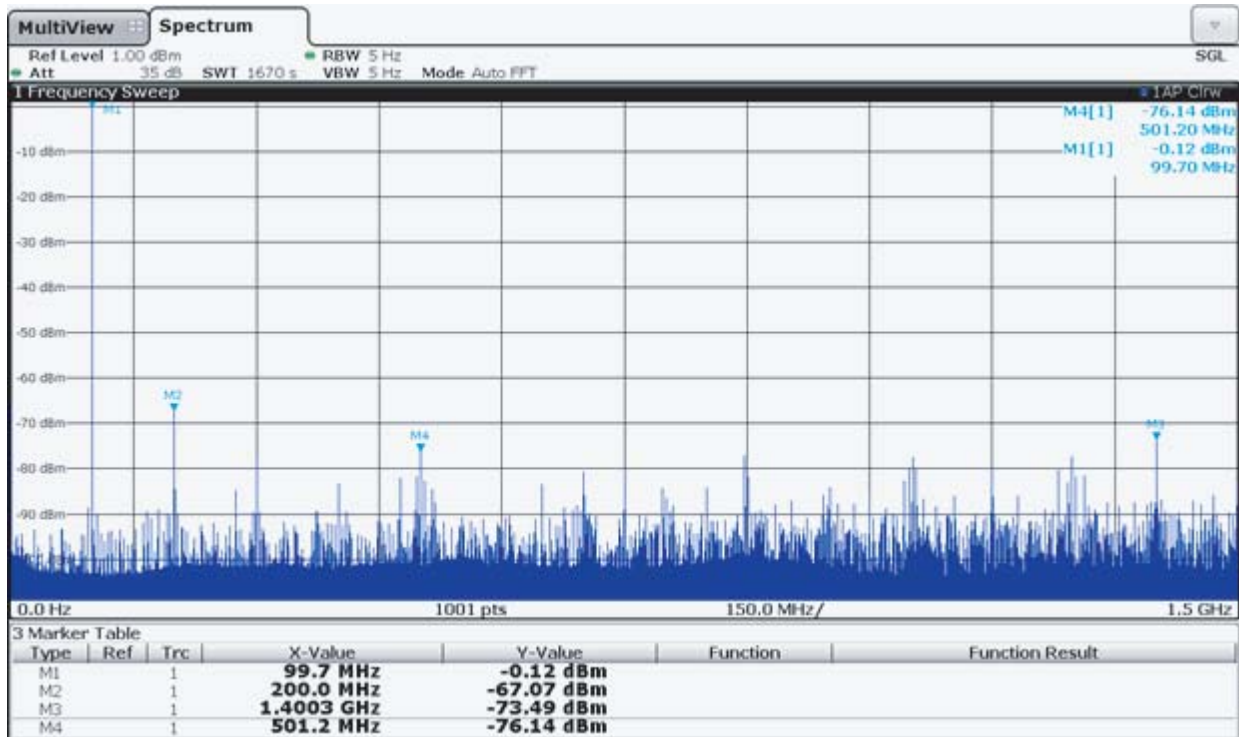 MultiView Spectrum
Ref Level 1.00 dBm RBW 5 Hz SGL
Att 35 dB SWT 1670 s VBW 5 Hz Mode Auto FFT
1 Frequency Sweep 1AP Clrw
M1 M4[1] -76.14 dBm
501.20 MHz
-10 dBm M1[1] -0.12 dBm
99.70 MHz
-20 dBm
-30 dBm
-40 dBm
-50 dBm
-60 dBm
M2
-70 dBm
M4 M3
-80 dBm
-90 dBm
0.0 Hz 1001 pts 150.0 MHz/ 1.5 GHz
3 Marker Table
Type Ref Trc X-Value Y-Value Function Function Result
M1 1 99.7 MHz -0.12 dBm
M2 1 200.0 MHz -67.07 dBm
M3 1 1.4003 GHz -73.49 dBm
M4 1 501.2 MHz -76.14 dBm